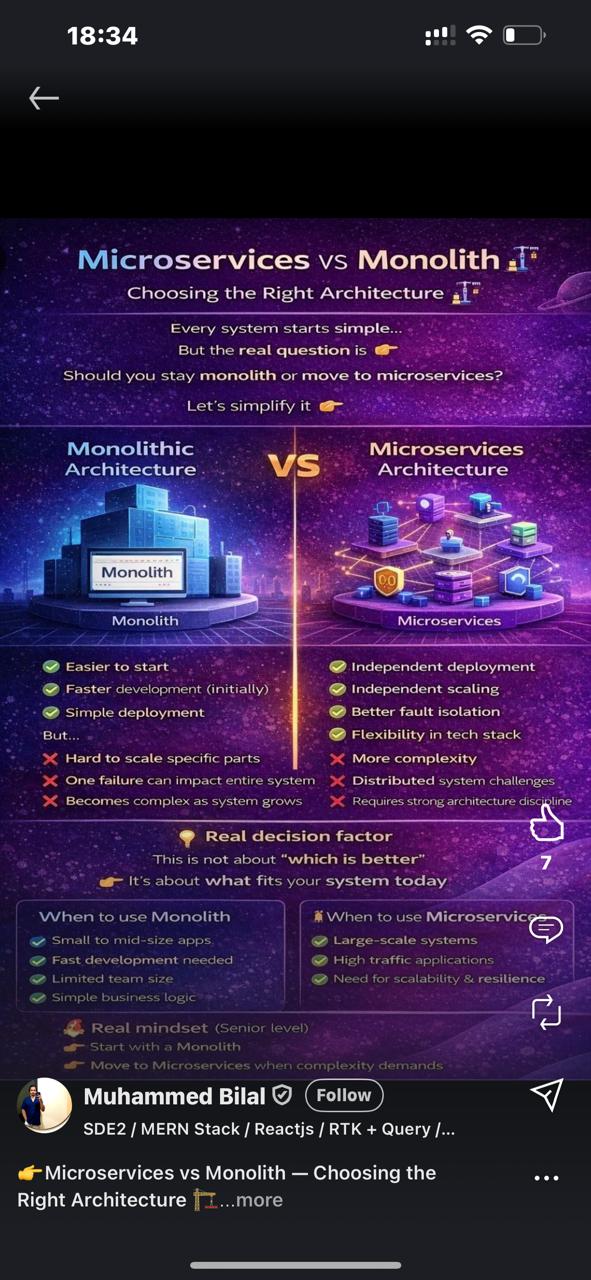 18:34
Microservices vs Monolith
Choosing the Right Architecture
Every system starts simple...
But the real question is 👉
Should you stay monolith or move to microservices?
Let's simplify it 👉
Monolithic
Architecture
VS
Microservices
Architecture
Monolith
Monolith
Microservices
Easier to start
Faster development (initially)
Simple deployment
But...
Hard to scale specific parts
One failure can impact entire system
Becomes complex as system grows
Independent deployment
Independent scaling
Better fault isolation
Flexibility in tech stack
More complexity
Distributed system challenges
Requires strong architecture discipline
Real decision factor
This is not about "which is better"
👉 It's about what fits your system today
When to use Monolith
Small to mid-size apps
Fast development needed
Limited team size
Simple business logic
When to use Microservices
Large-scale systems
High traffic applications
Need for scalability & resilience
Real mindset (Senior level)
👉 Start with a Monolith
👉 Move to Microservices when complexity demands
7
Muhammed Bilal
Follow
SDE2 / MERN Stack / Reactjs / RTK + Query /...
👉Microservices vs Monolith — Choosing the
Right Architecture 🏗️...more